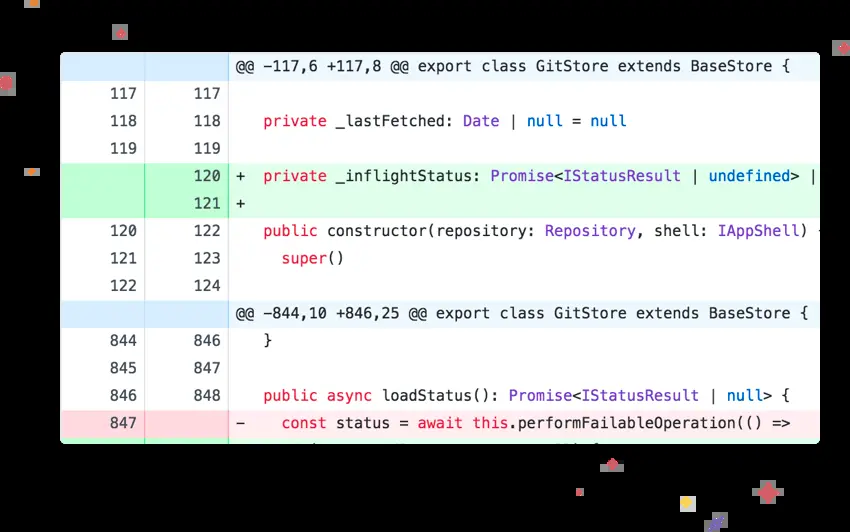 @@ -117,6 +117,8 @@ export class GitStore extends BaseStore {
117 117
118 118 private _lastFetched: Date | null = null
119 119
120 + private _inflightStatus: Promise<IStatusResult | undefined> |
121 +
120 122 public constructor(repository: Repository, shell: IAppShell) {
121 123 super()
122 124
@@ -844,10 +846,25 @@ export class GitStore extends BaseStore {
844 846 }
845 847
846 848 public async loadStatus(): Promise<IStatusResult | null> {
847 - const status = await this.performFailableOperation(() =>